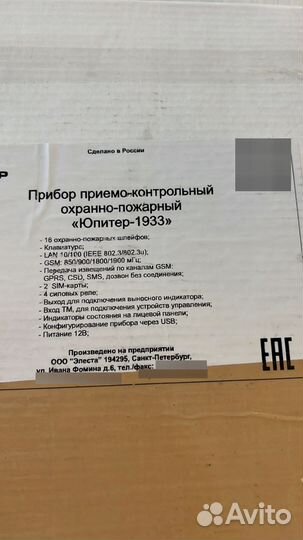 Сделано в России
Р
Прибор приемо-контрольный
охранно-пожарный
«Юпитер-1933»
- 16 охранно-пожарных шлейфов;
- Клавиатура;
- LAN 10/100 (IEEE 802.3/802.3u);
- GSM: 850/900/1800/1900 мГц;
- Передача извещений по каналам GSM:
GPRS, CSD, SMS, дозвон без соединения;
- 2 SIM-карты;
- 4 силовых реле;
- Выход для подключения выносного индикатора;
- Вход ТМ, для подключения устройств управления;
- Индикаторы состояния на лицевой панели;
- Конфигурирование прибора через USB;
- Питание 12В;
Произведено на предприятии
ООО "Элеста" 194295, Санкт-Петербург,
ул. Ивана Фомина д.6, тел./факс:
EAC
Avito